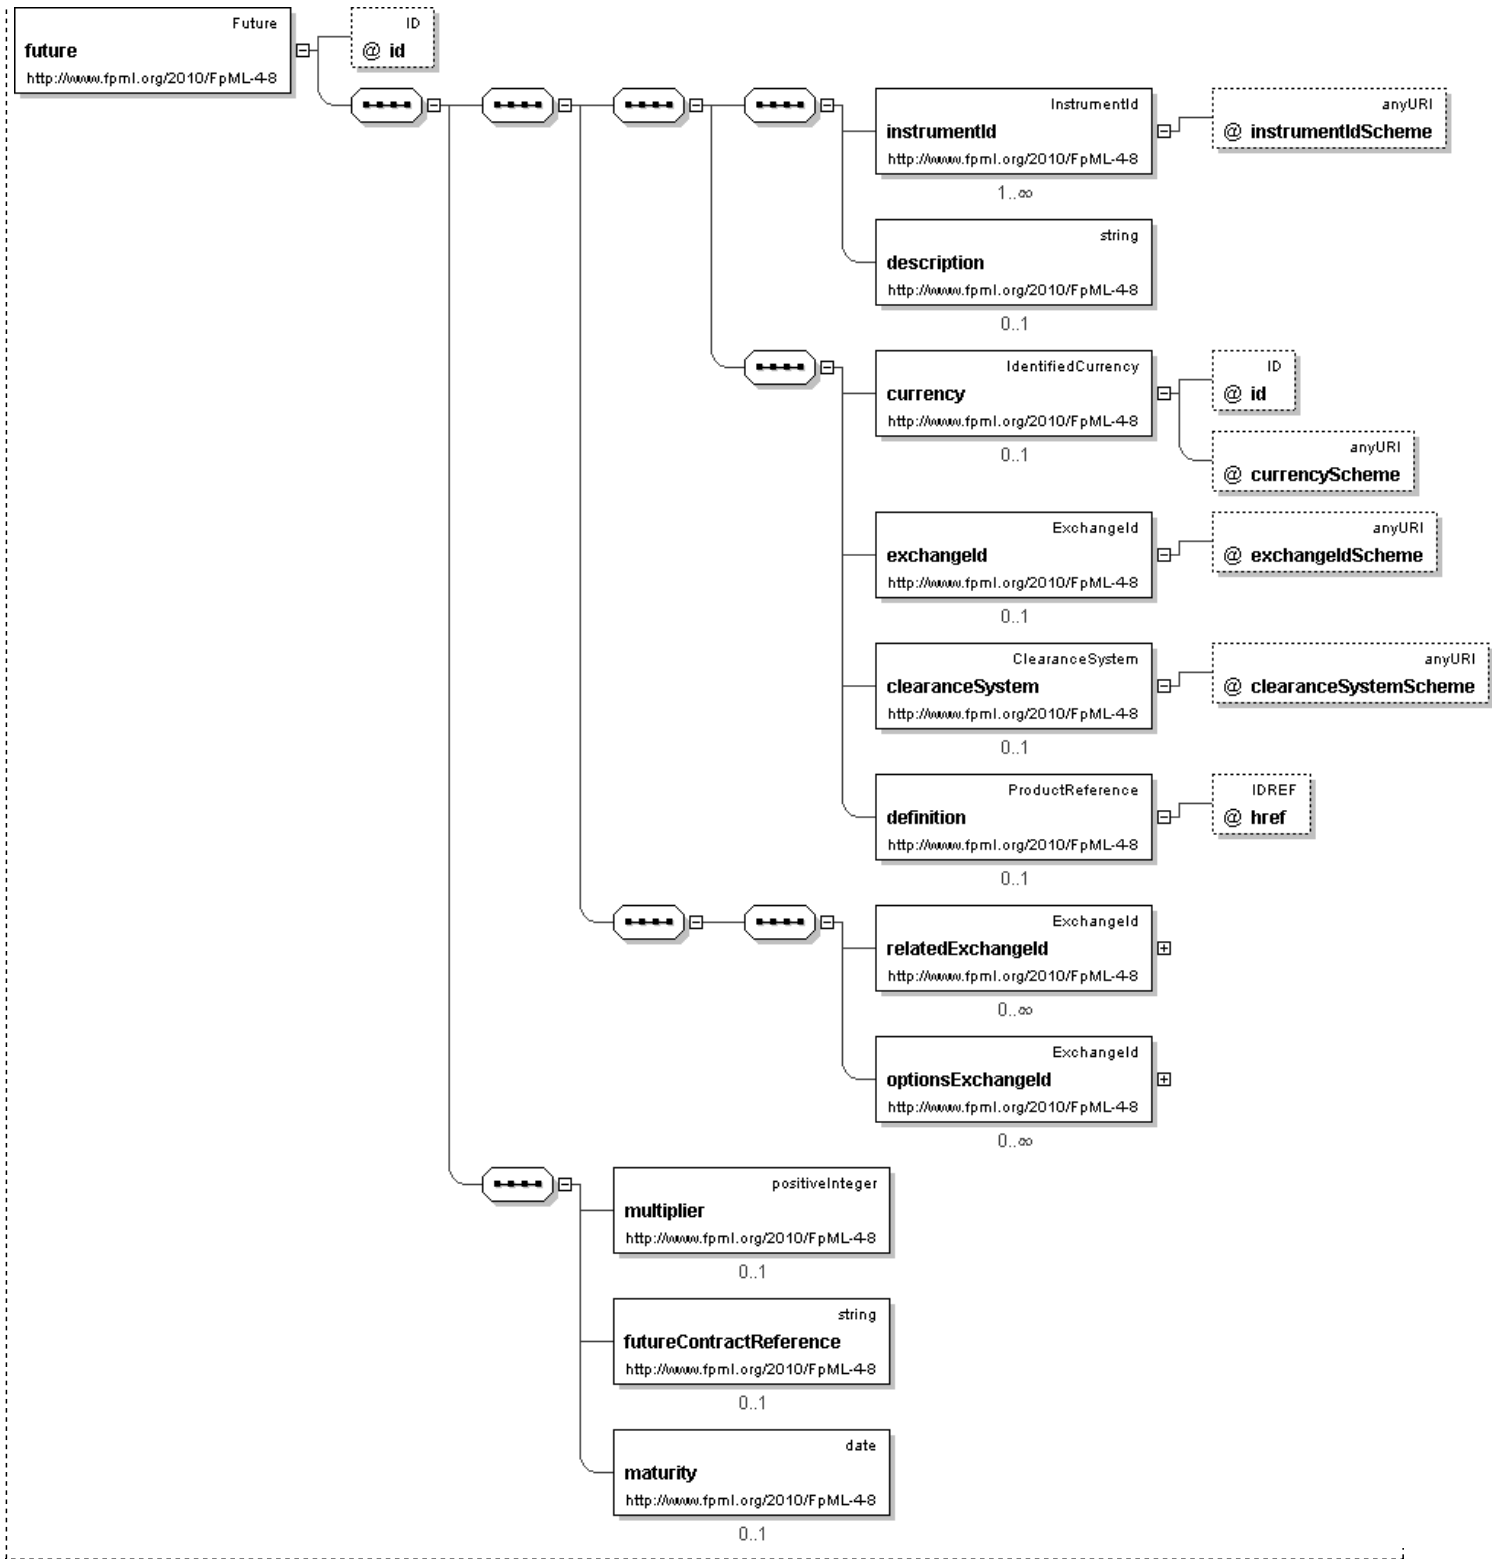 Future
future
http://www.fpml.org/2010/FpML-4-8
ID
@ id
InstrumentId
instrumentId
http://www.fpml.org/2010/FpML-4-8
1..∞
anyURI
@ instrumentIdScheme
string
description
http://www.fpml.org/2010/FpML-4-8
0..1
IdentifiedCurrency
currency
http://www.fpml.org/2010/FpML-4-8
0..1
ID
@ id
anyURI
@ currencyScheme
ExchangeId
exchangeId
http://www.fpml.org/2010/FpML-4-8
0..1
anyURI
@ exchangeIdScheme
ClearanceSystem
clearanceSystem
http://www.fpml.org/2010/FpML-4-8
0..1
anyURI
@ clearanceSystemScheme
ProductReference
definition
http://www.fpml.org/2010/FpML-4-8
0..1
IDREF
@ href
ExchangeId
relatedExchangeId
http://www.fpml.org/2010/FpML-4-8
0..∞
ExchangeId
optionsExchangeId
http://www.fpml.org/2010/FpML-4-8
0..∞
positiveInteger
multiplier
http://www.fpml.org/2010/FpML-4-8
0..1
string
futureContractReference
http://www.fpml.org/2010/FpML-4-8
0..1
date
maturity
http://www.fpml.org/2010/FpML-4-8
0..1